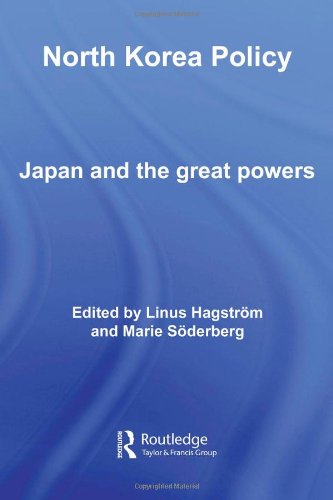 North Korea Policy
Japan and the great powers
Edited by Linus Hagström
and Marie Söderberg
ROUTLEDGE
Routledge
Taylor & Francis Group